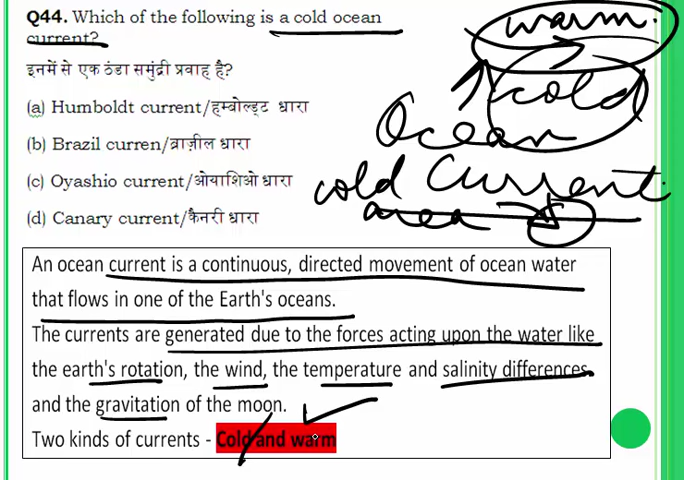 Q44. Which of the following is a cold ocean
current?
इनमें से एक ठंडा समुंद्री प्रवाह है?
(a) Humboldt current/हम्बोल्ड्ट धारा
(b) Brazil curren/ब्राज़ील धारा
(c) Oyashio current/ओयाशिओ धारा
(d) Canary current/कैनरी धारा
warm.
cold
Ocean
cold Current.
area
An ocean current is a continuous, directed movement of ocean water
that flows in one of the Earth's oceans.
The currents are generated due to the forces acting upon the water like
the earth's rotation, the wind, the temperature and salinity differences
and the gravitation of the moon.
Two kinds of currents - Cold and warm